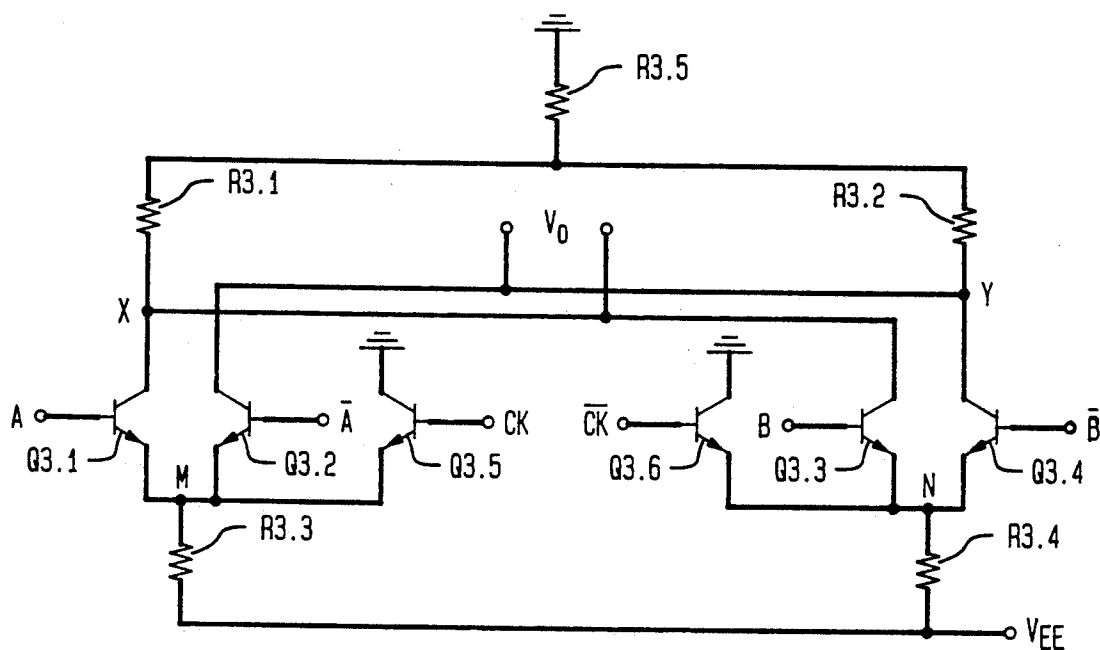 R3.5
R3.1
R3.2
V0
X
Y
A
Ā
CK
C̅K̅
B
B̄
Q3.1
Q3.2
Q3.5
Q3.6
Q3.3
Q3.4
M
N
R3.3
R3.4
VEE